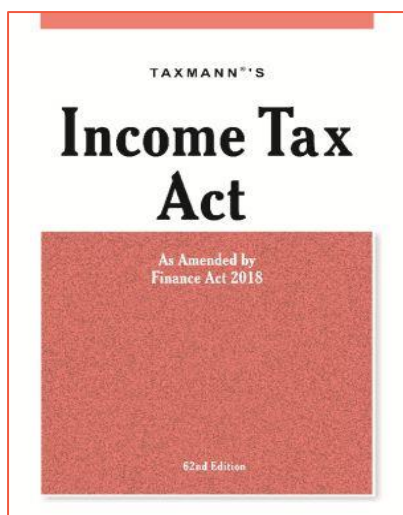 TAXMANN®'S
Income Tax
Act
As Amended by
Finance Act 2018
62nd Edition